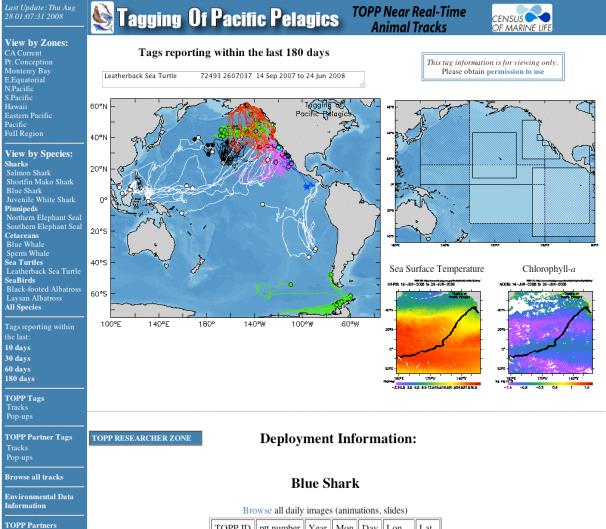 Last Update: Thu Aug
28 01:07:31 2008
Tagging Of Pacific Pelagics
TOPP Near Real-Time
Animal Tracks
CENSUS
OF MARINE LIFE
View by Zones:
CA Current
Pt. Conception
Monterey Bay
E.Equatorial
N.Pacific
S.Pacific
Hawaii
Eastern Pacific
Pacific
Full Region
View by Species:
Sharks
Salmon Shark
Shortfin Mako Shark
Blue Shark
Juvenile White Shark
Pinnipeds
Northern Elephant Seal
Southern Elephant Seal
Cetaceans
Blue Whale
Sperm Whale
Sea Turtles
Leatherback Sea Turtle
SeaBirds
Black-footed Albatross
Laysan Albatross
All Species
Tags reporting within
the last:
10 days
30 days
60 days
180 days
TOPP Tags
Tracks
Pop-ups
TOPP Partner Tags
Tracks
Pop-ups
Browse all tracks
Environmental Data
Information
TOPP Partners
Tags reporting within the last 180 days
Leatherback Sea Turtle 72493 2607037 14 Sep 2007 to 24 Jun 2008
This tag information is for viewing only.
Please obtain permission to use
Tagging of
Pacific Pelagics
60°N
40°N
20°N
0°
20°S
40°S
60°S
100°E 140°E 180° 140°W 100°W 60°W
Sea Surface Temperature
Chlorophyll-a
TOPP RESEARCHER ZONE
Deployment Information:
Blue Shark
Browse all daily images (animations, slides)
TOPP ID ptt number Year Mon Day Lon Lat